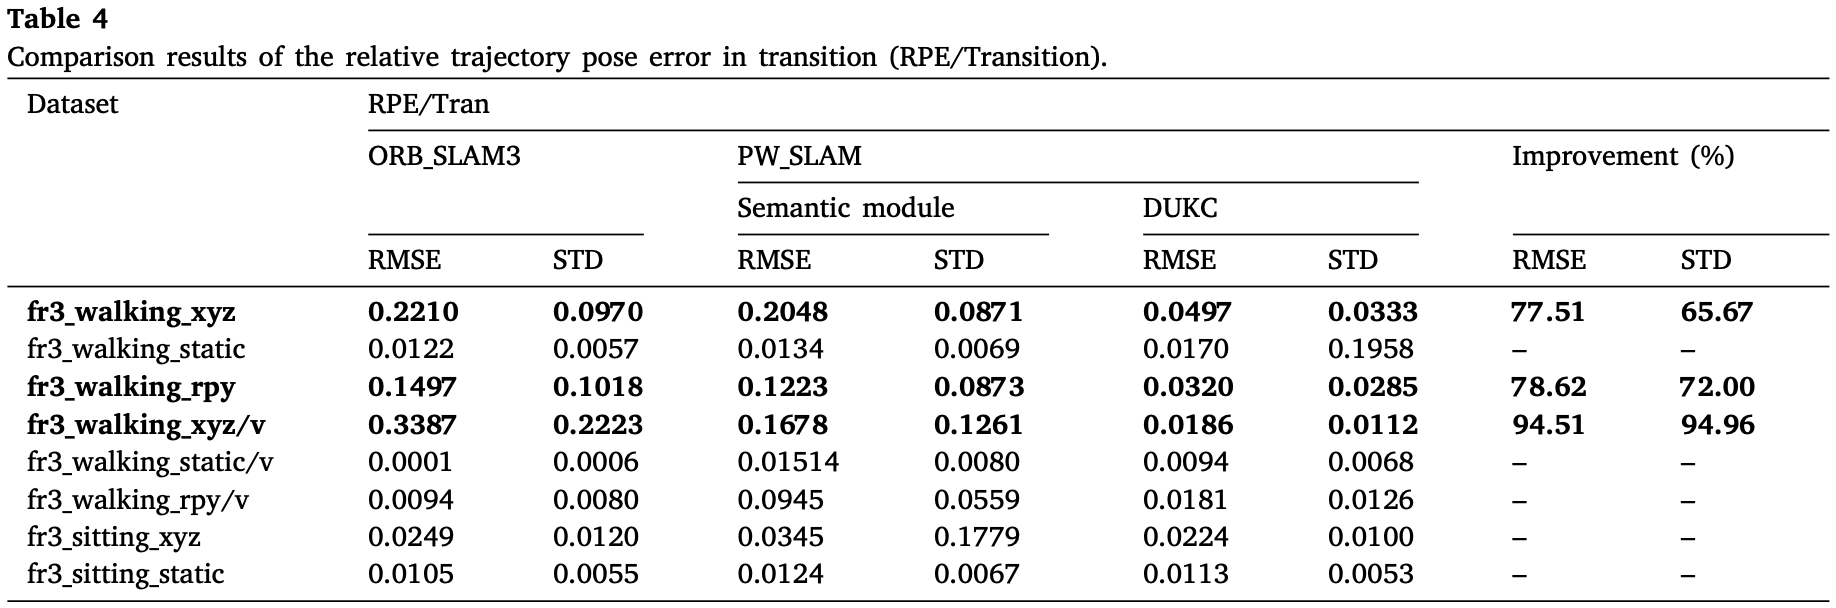 Table 4
Comparison results of the relative trajectory pose error in transition (RPE/Transition).
Dataset RPE/Tran
ORB_SLAM3 PW_SLAM Improvement (%)
Semantic module DUKC
RMSE STD RMSE STD RMSE STD RMSE STD
fr3_walking_xyz 0.2210 0.0970 0.2048 0.0871 0.0497 0.0333 77.51 65.67
fr3_walking_static 0.0122 0.0057 0.0134 0.0069 0.0170 0.1958 – –
fr3_walking_rpy 0.1497 0.1018 0.1223 0.0873 0.0320 0.0285 78.62 72.00
fr3_walking_xyz/v 0.3387 0.2223 0.1678 0.1261 0.0186 0.0112 94.51 94.96
fr3_walking_static/v 0.0001 0.0006 0.01514 0.0080 0.0094 0.0068 – –
fr3_walking_rpy/v 0.0094 0.0080 0.0945 0.0559 0.0181 0.0126 – –
fr3_sitting_xyz 0.0249 0.0120 0.0345 0.1779 0.0224 0.0100 – –
fr3_sitting_static 0.0105 0.0055 0.0124 0.0067 0.0113 0.0053 – –